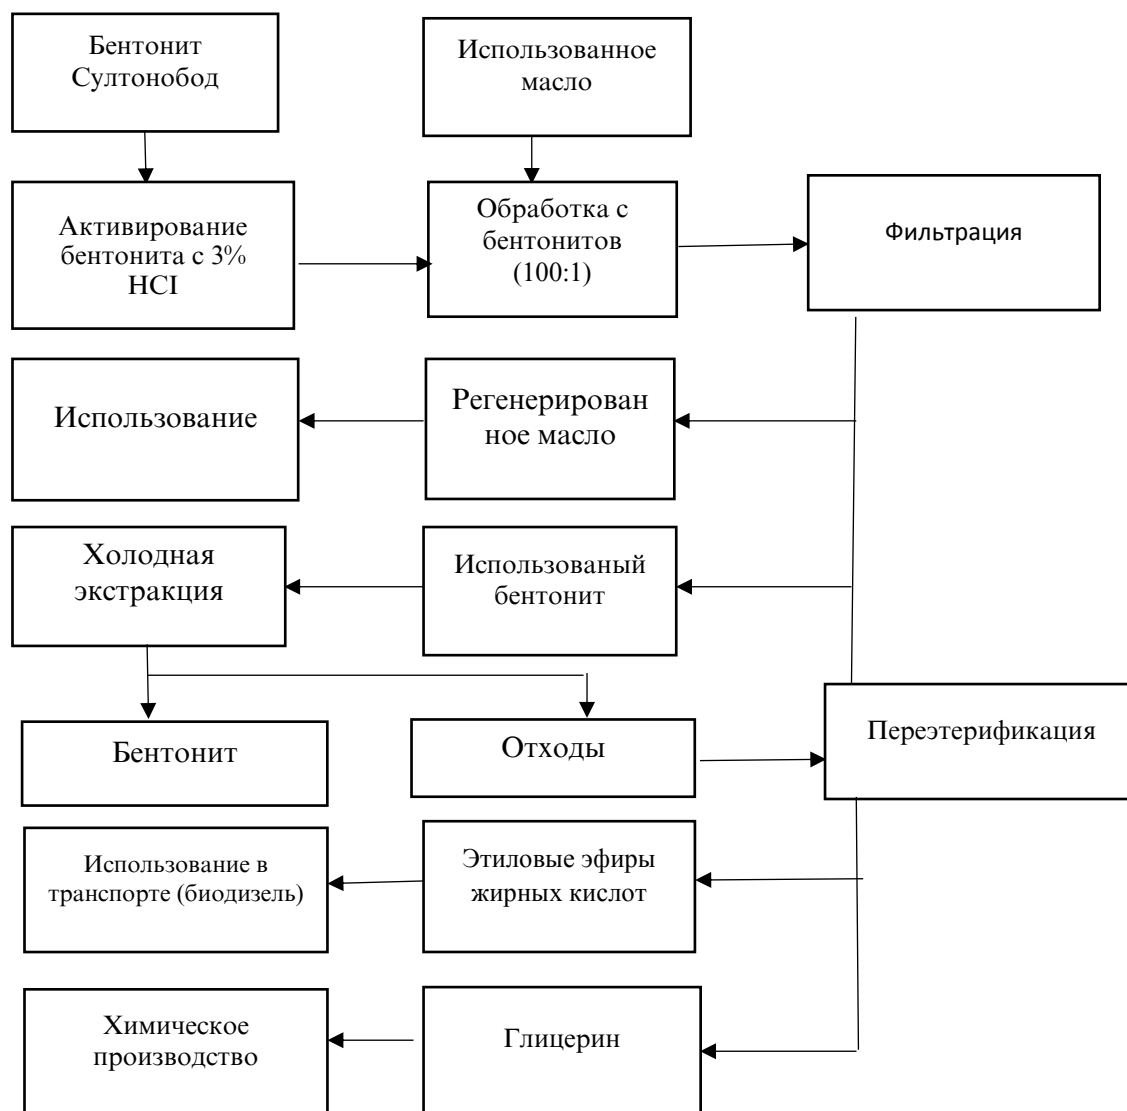 Бентонит
Султонобод
Использованное
масло
Активирование
бентонита с 3%
HCI
Обработка с
бентонитов
(100:1)
Фильтрация
Использование
Регенерирован
ное масло
Холодная
экстракция
Использованый
бентонит
Бентонит
Отходы
Переэтерификация
Использование в
транспорте (биодизель)
Этиловые эфиры
жирных кислот
Химическое
производство
Глицерин